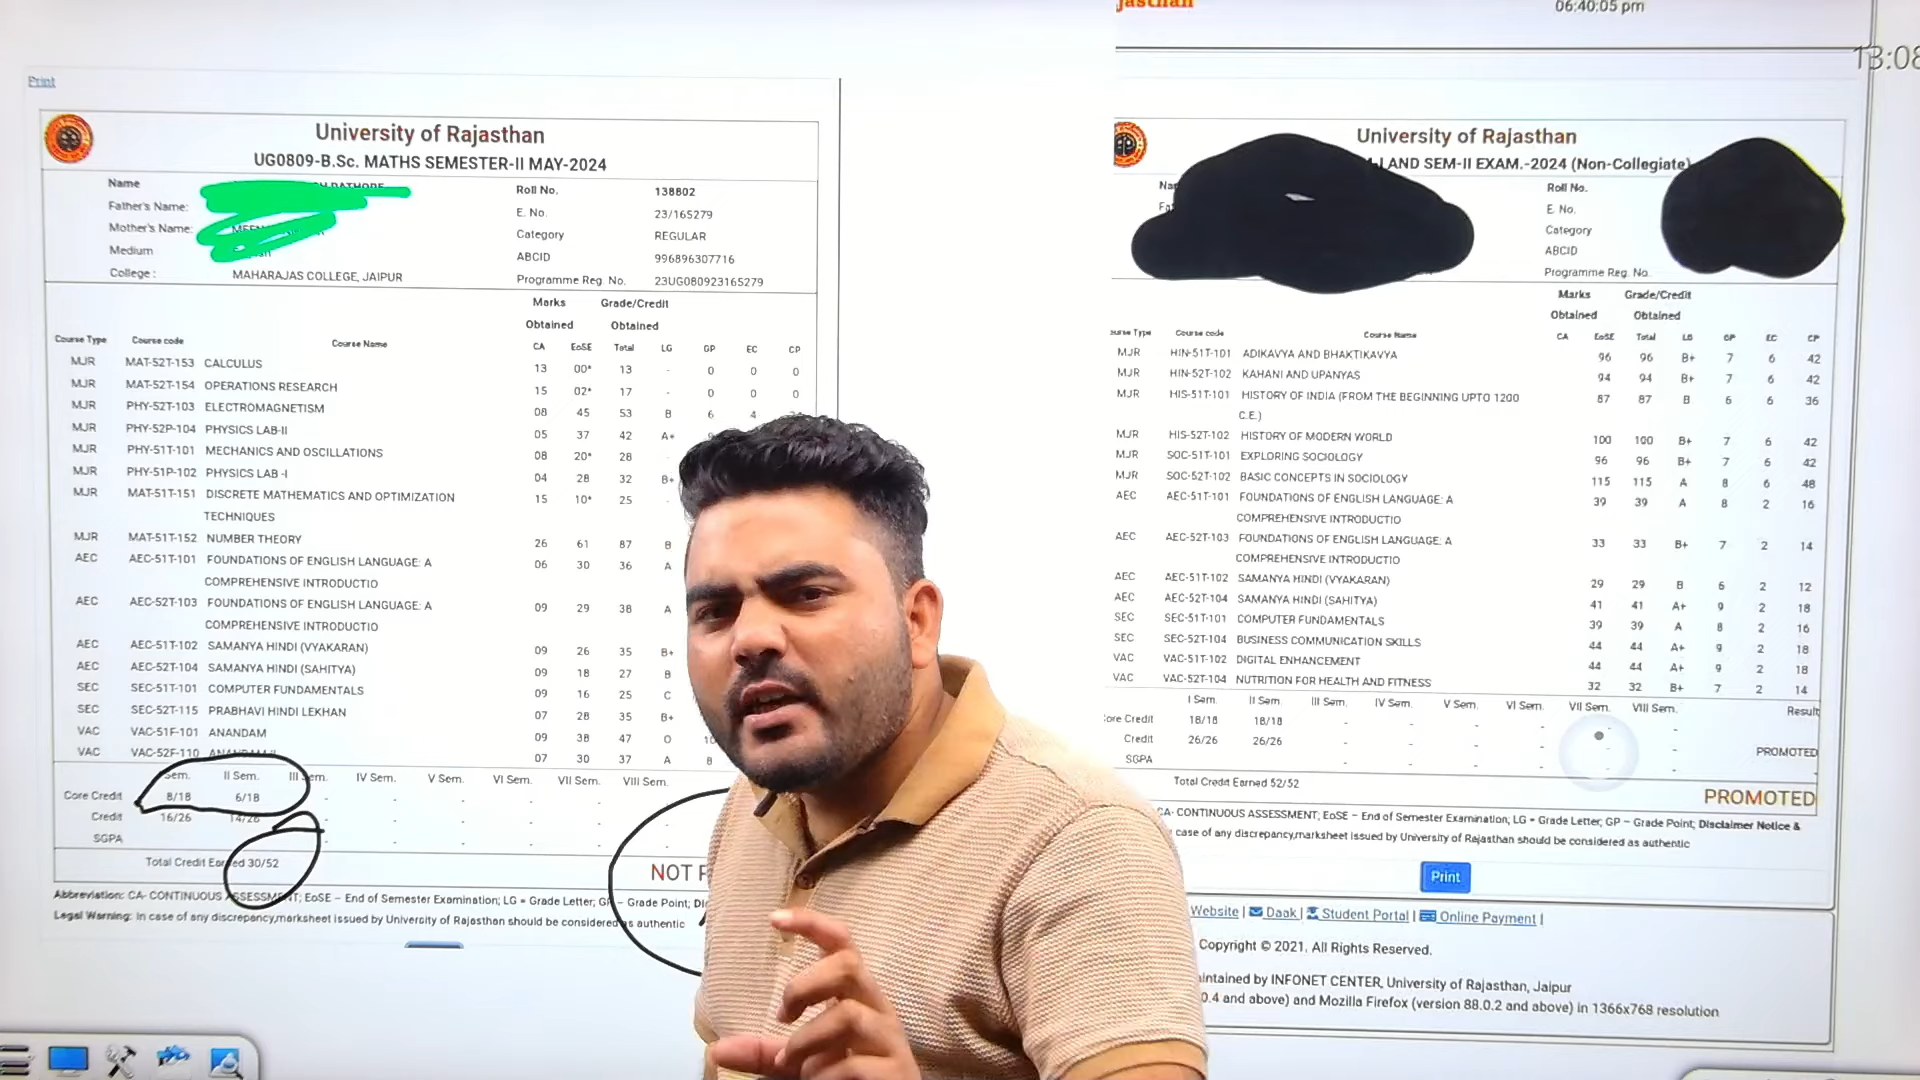 Print
University of Rajasthan
UG0809-B.Sc. MATHS SEMESTER-II MAY-2024
Name
Father's Name:
Mother's Name:
Medium
College : MAHARAJAS COLLEGE, JAIPUR
Roll No. 138802
E. No. 23/165279
Category REGULAR
ABCID 996896307716
Programme Reg. No. 23UG080923165279
Marks Grade/Credit
Obtained Obtained
Course Type Course code Course Name CA EoSE Total LG GP EC CP
MJR MAT-52T-153 CALCULUS 13 00* 13 - 0 0 0
MJR MAT-52T-154 OPERATIONS RESEARCH 15 02* 17 - 0 0 0
MJR PHY-52T-103 ELECTROMAGNETISM 08 45 53 B 6 4
MJR PHY-52P-104 PHYSICS LAB-II 05 37 42 A+
MJR PHY-51T-101 MECHANICS AND OSCILLATIONS 08 20* 28 -
MJR PHY-51P-102 PHYSICS LAB -I 04 28 32 B+
MJR MAT-51T-151 DISCRETE MATHEMATICS AND OPTIMIZATION 15 10* 25 -
TECHNIQUES
MJR MAT-51T-152 NUMBER THEORY 26 61 87 B
AEC AEC-51T-101 FOUNDATIONS OF ENGLISH LANGUAGE: A 06 30 36 A
COMPREHENSIVE INTRODUCTIO
AEC AEC-52T-103 FOUNDATIONS OF ENGLISH LANGUAGE: A 09 29 38 A
COMPREHENSIVE INTRODUCTIO
AEC AEC-51T-102 SAMANYA HINDI (VYAKARAN) 09 26 35 B+
AEC AEC-52T-104 SAMANYA HINDI (SAHITYA) 09 18 27 B
SEC SEC-51T-101 COMPUTER FUNDAMENTALS 09 16 25 C
SEC SEC-52T-115 PRABHAVI HINDI LEKHAN 07 28 35 B+
VAC VAC-51F-101 ANANDAM 09 38 47 O 10
VAC VAC-52F-110 07 30 37 A 8
Sem. II Sem. III Sem. IV Sem. V Sem. VI Sem. VII Sem. VIII Sem.
Core Credit 8/18 6/18 - - - - - -
Credit 16/26 14/26 - - - - - -
SGPA
Total Credit Earned 30/52
NOT
Abbreviation: CA- CONTINUOUS ASSESSMENT; EoSE – End of Semester Examination; LG = Grade Letter; GP – Grade Point;
Legal Warning: In case of any discrepancy,marksheet issued by University of Rajasthan should be considered as authentic
jasthan
06:40:05 pm
13:08
University of Rajasthan
LAND SEM-II EXAM.-2024 (Non-Collegiate)
Roll No.
E. No.
Category
ABCID
Programme Reg. No.
Marks Grade/Credit
Obtained Obtained
Course Type Course code Course Name CA EoSE Total LG GP EC CP
MJR HIN-51T-101 ADIKAVYA AND BHAKTIKAVYA 96 96 B+ 7 6 42
MJR HIN-52T-102 KAHANI AND UPANYAS 94 94 B+ 7 6 42
MJR HIS-51T-101 HISTORY OF INDIA (FROM THE BEGINNING UPTO 1200 87 87 B 6 6 36
C.E.)
MJR HIS-52T-102 HISTORY OF MODERN WORLD 100 100 B+ 7 6 42
MJR SOC-51T-101 EXPLORING SOCIOLOGY 96 96 B+ 7 6 42
MJR SOC-52T-102 BASIC CONCEPTS IN SOCIOLOGY 115 115 A 8 6 48
AEC AEC-51T-101 FOUNDATIONS OF ENGLISH LANGUAGE: A 39 39 A 8 2 16
COMPREHENSIVE INTRODUCTIO
AEC AEC-52T-103 FOUNDATIONS OF ENGLISH LANGUAGE: A 33 33 B+ 7 2 14
COMPREHENSIVE INTRODUCTIO
AEC AEC-51T-102 SAMANYA HINDI (VYAKARAN) 29 29 B 6 2 12
AEC AEC-52T-104 SAMANYA HINDI (SAHITYA) 41 41 A+ 9 2 18
SEC SEC-51T-101 COMPUTER FUNDAMENTALS 39 39 A 8 2 16
SEC SEC-52T-104 BUSINESS COMMUNICATION SKILLS 44 44 A+ 9 2 18
VAC VAC-51T-102 DIGITAL ENHANCEMENT 44 44 A+ 9 2 18
VAC VAC-52T-104 NUTRITION FOR HEALTH AND FITNESS 32 32 B+ 7 2 14
I Sem. II Sem. III Sem. IV Sem. V Sem. VI Sem. VII Sem. VIII Sem. Result
ore Credit 18/18 18/18 - - - - -
Credit 26/26 26/26 - - - - - PROMOTED
SGPA
Total Credit Earned 52/52
PROMOTED
CA- CONTINUOUS ASSESSMENT; EoSE – End of Semester Examination; LG = Grade Letter; GP – Grade Point; Disclaimer Notice &
case of any discrepancy,marksheet issued by University of Rajasthan should be considered as authentic
Print
Website | Daak | Student Portal | Online Payment |
Copyright © 2021. All Rights Reserved.
intained by INFONET CENTER, University of Rajasthan, Jaipur
0.4 and above) and Mozilla Firefox (version 88.0.2 and above) in 1366x768 resolution